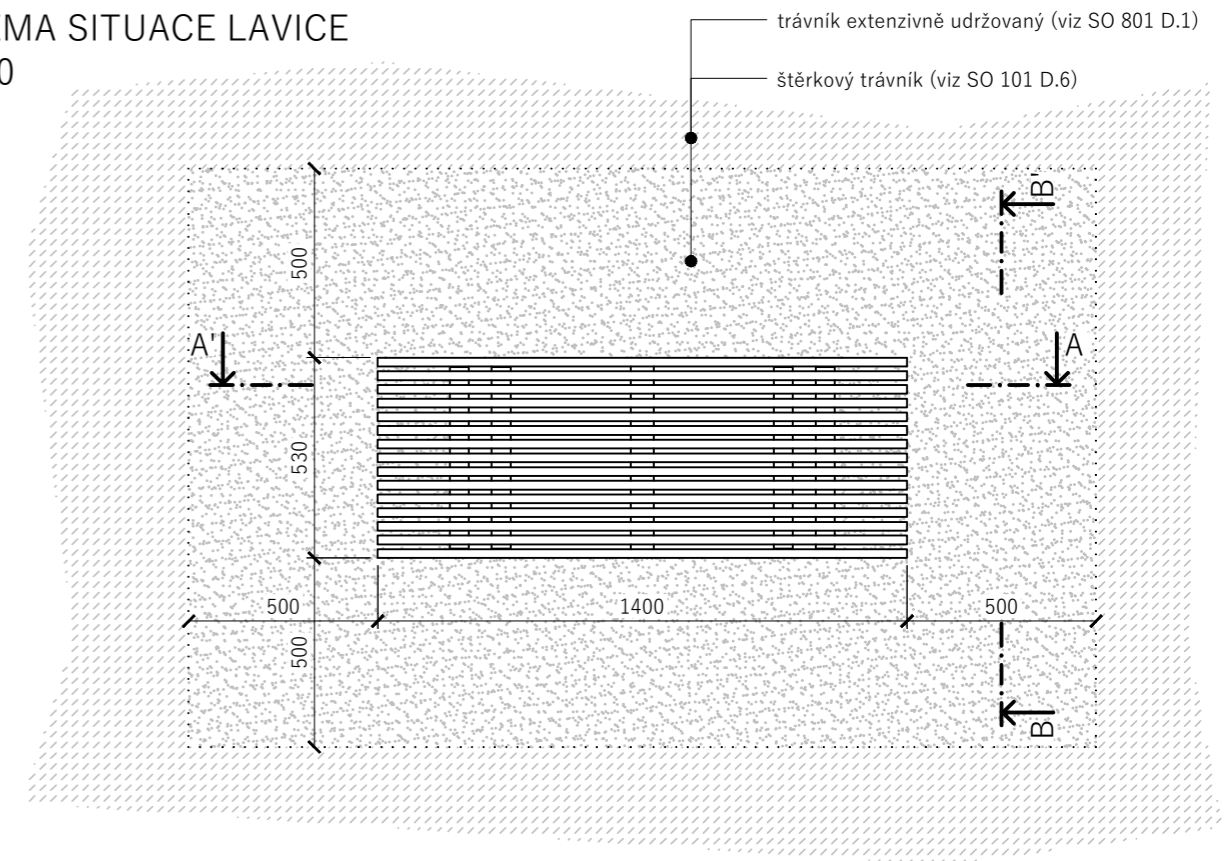 EMA SITUACE LAVICE
0
trávník extenzivně udržovaný (viz SO 801 D.1)
štěrkový trávník (viz SO 101 D.6)
B'
500
A'
A
530
500
1400
500
500
B